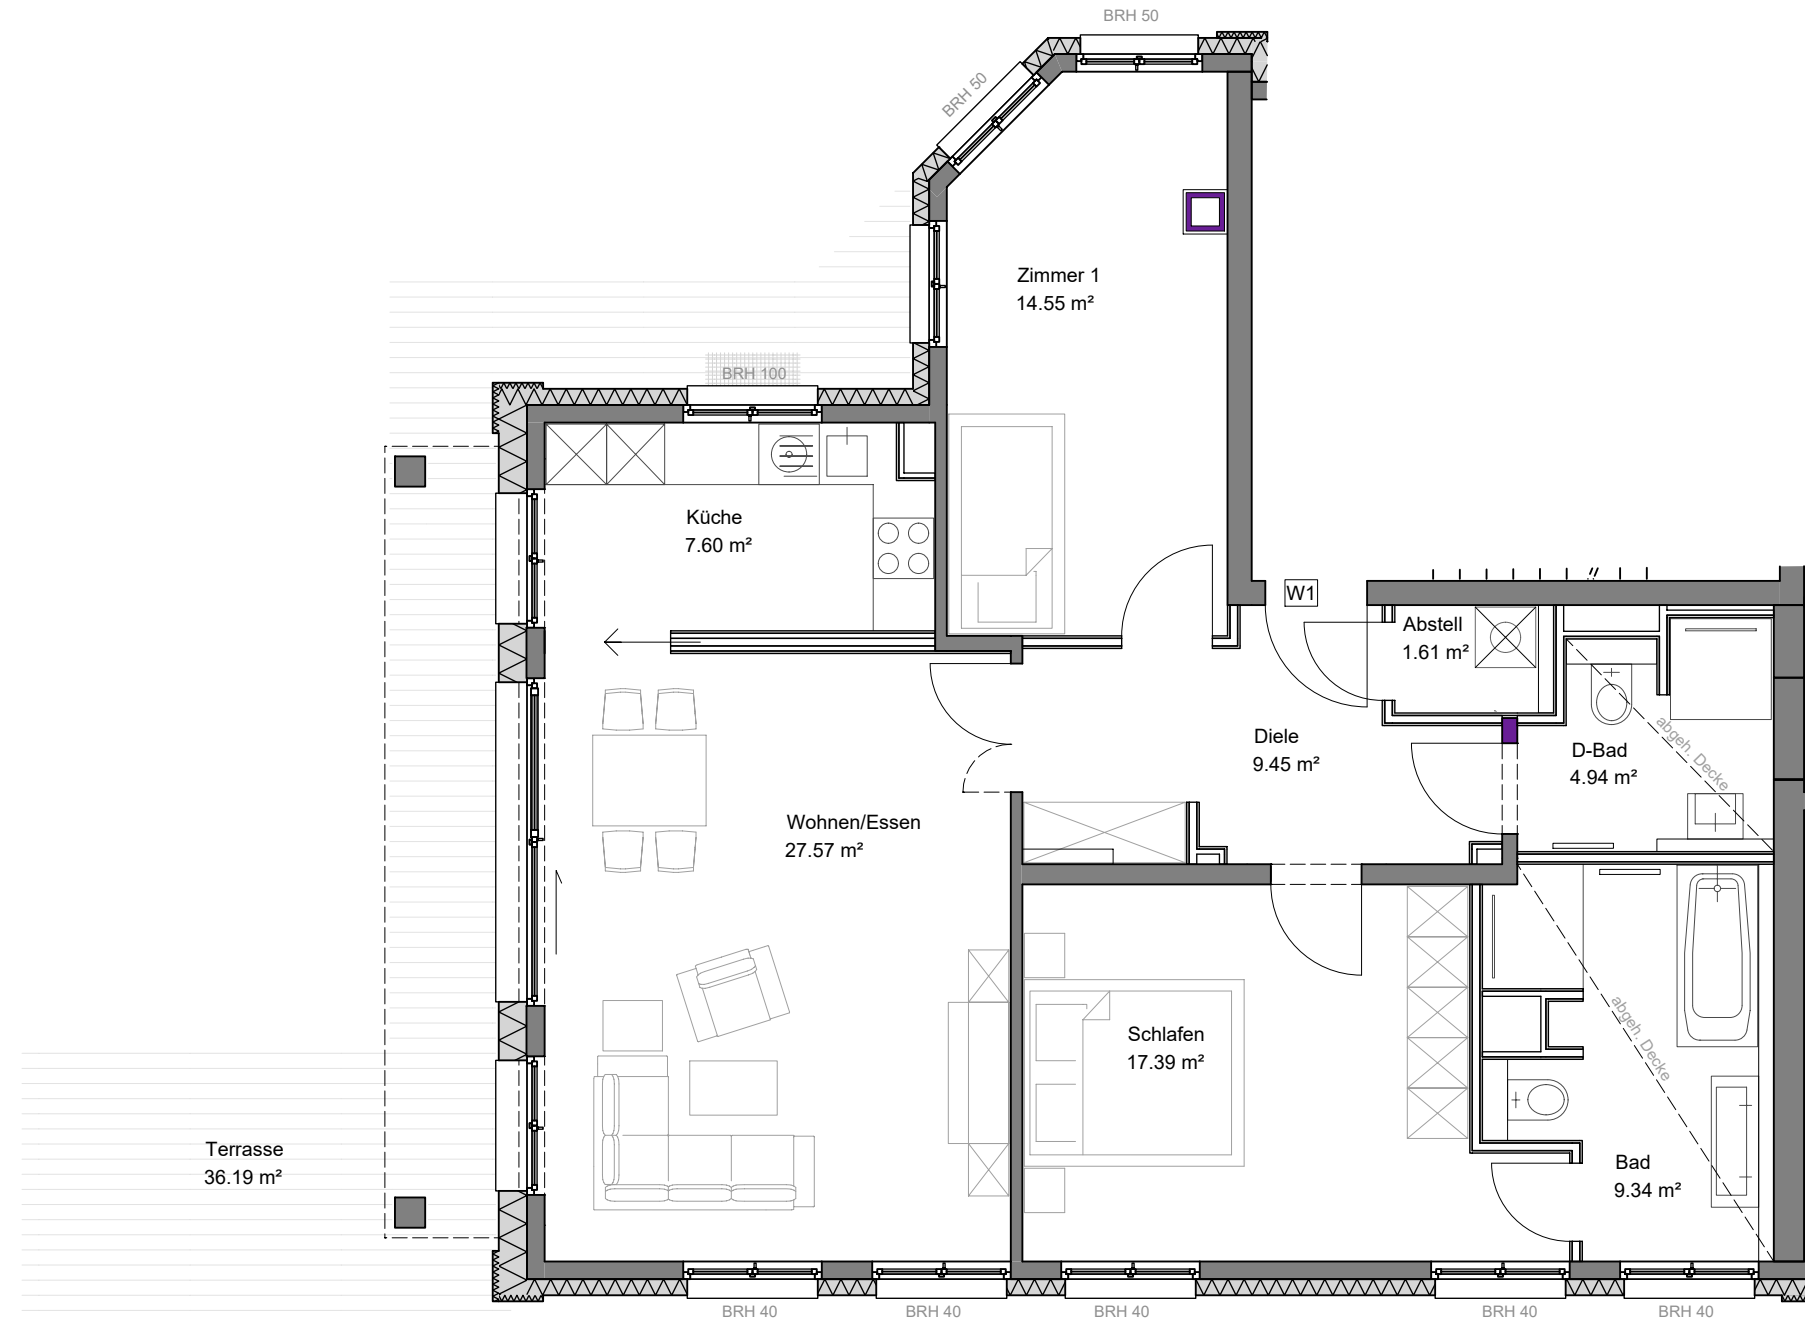 BRH 50
BRH 50
Zimmer 1
14.55 m²
BRH 100
Küche
7.60 m²
W1
Abstell
1.61 m²
abgeh. Decke
Diele
9.45 m²
D-Bad
4.94 m²
Wohnen/Essen
27.57 m²
Schlafen
17.39 m²
abgeh. Decke
Terrasse
36.19 m²
Bad
9.34 m²
BRH 40
BRH 40
BRH 40
BRH 40
BRH 40